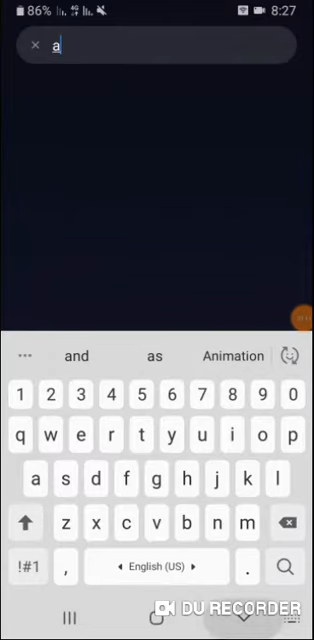 86% 4G 8:27
× a
... and as Animation
1 2 3 4 5 6 7 8 9 0
q w e r t y u i o p
a s d f g h j k l
z x c v b n m
!#1 , English (US) .
DU RECORDER